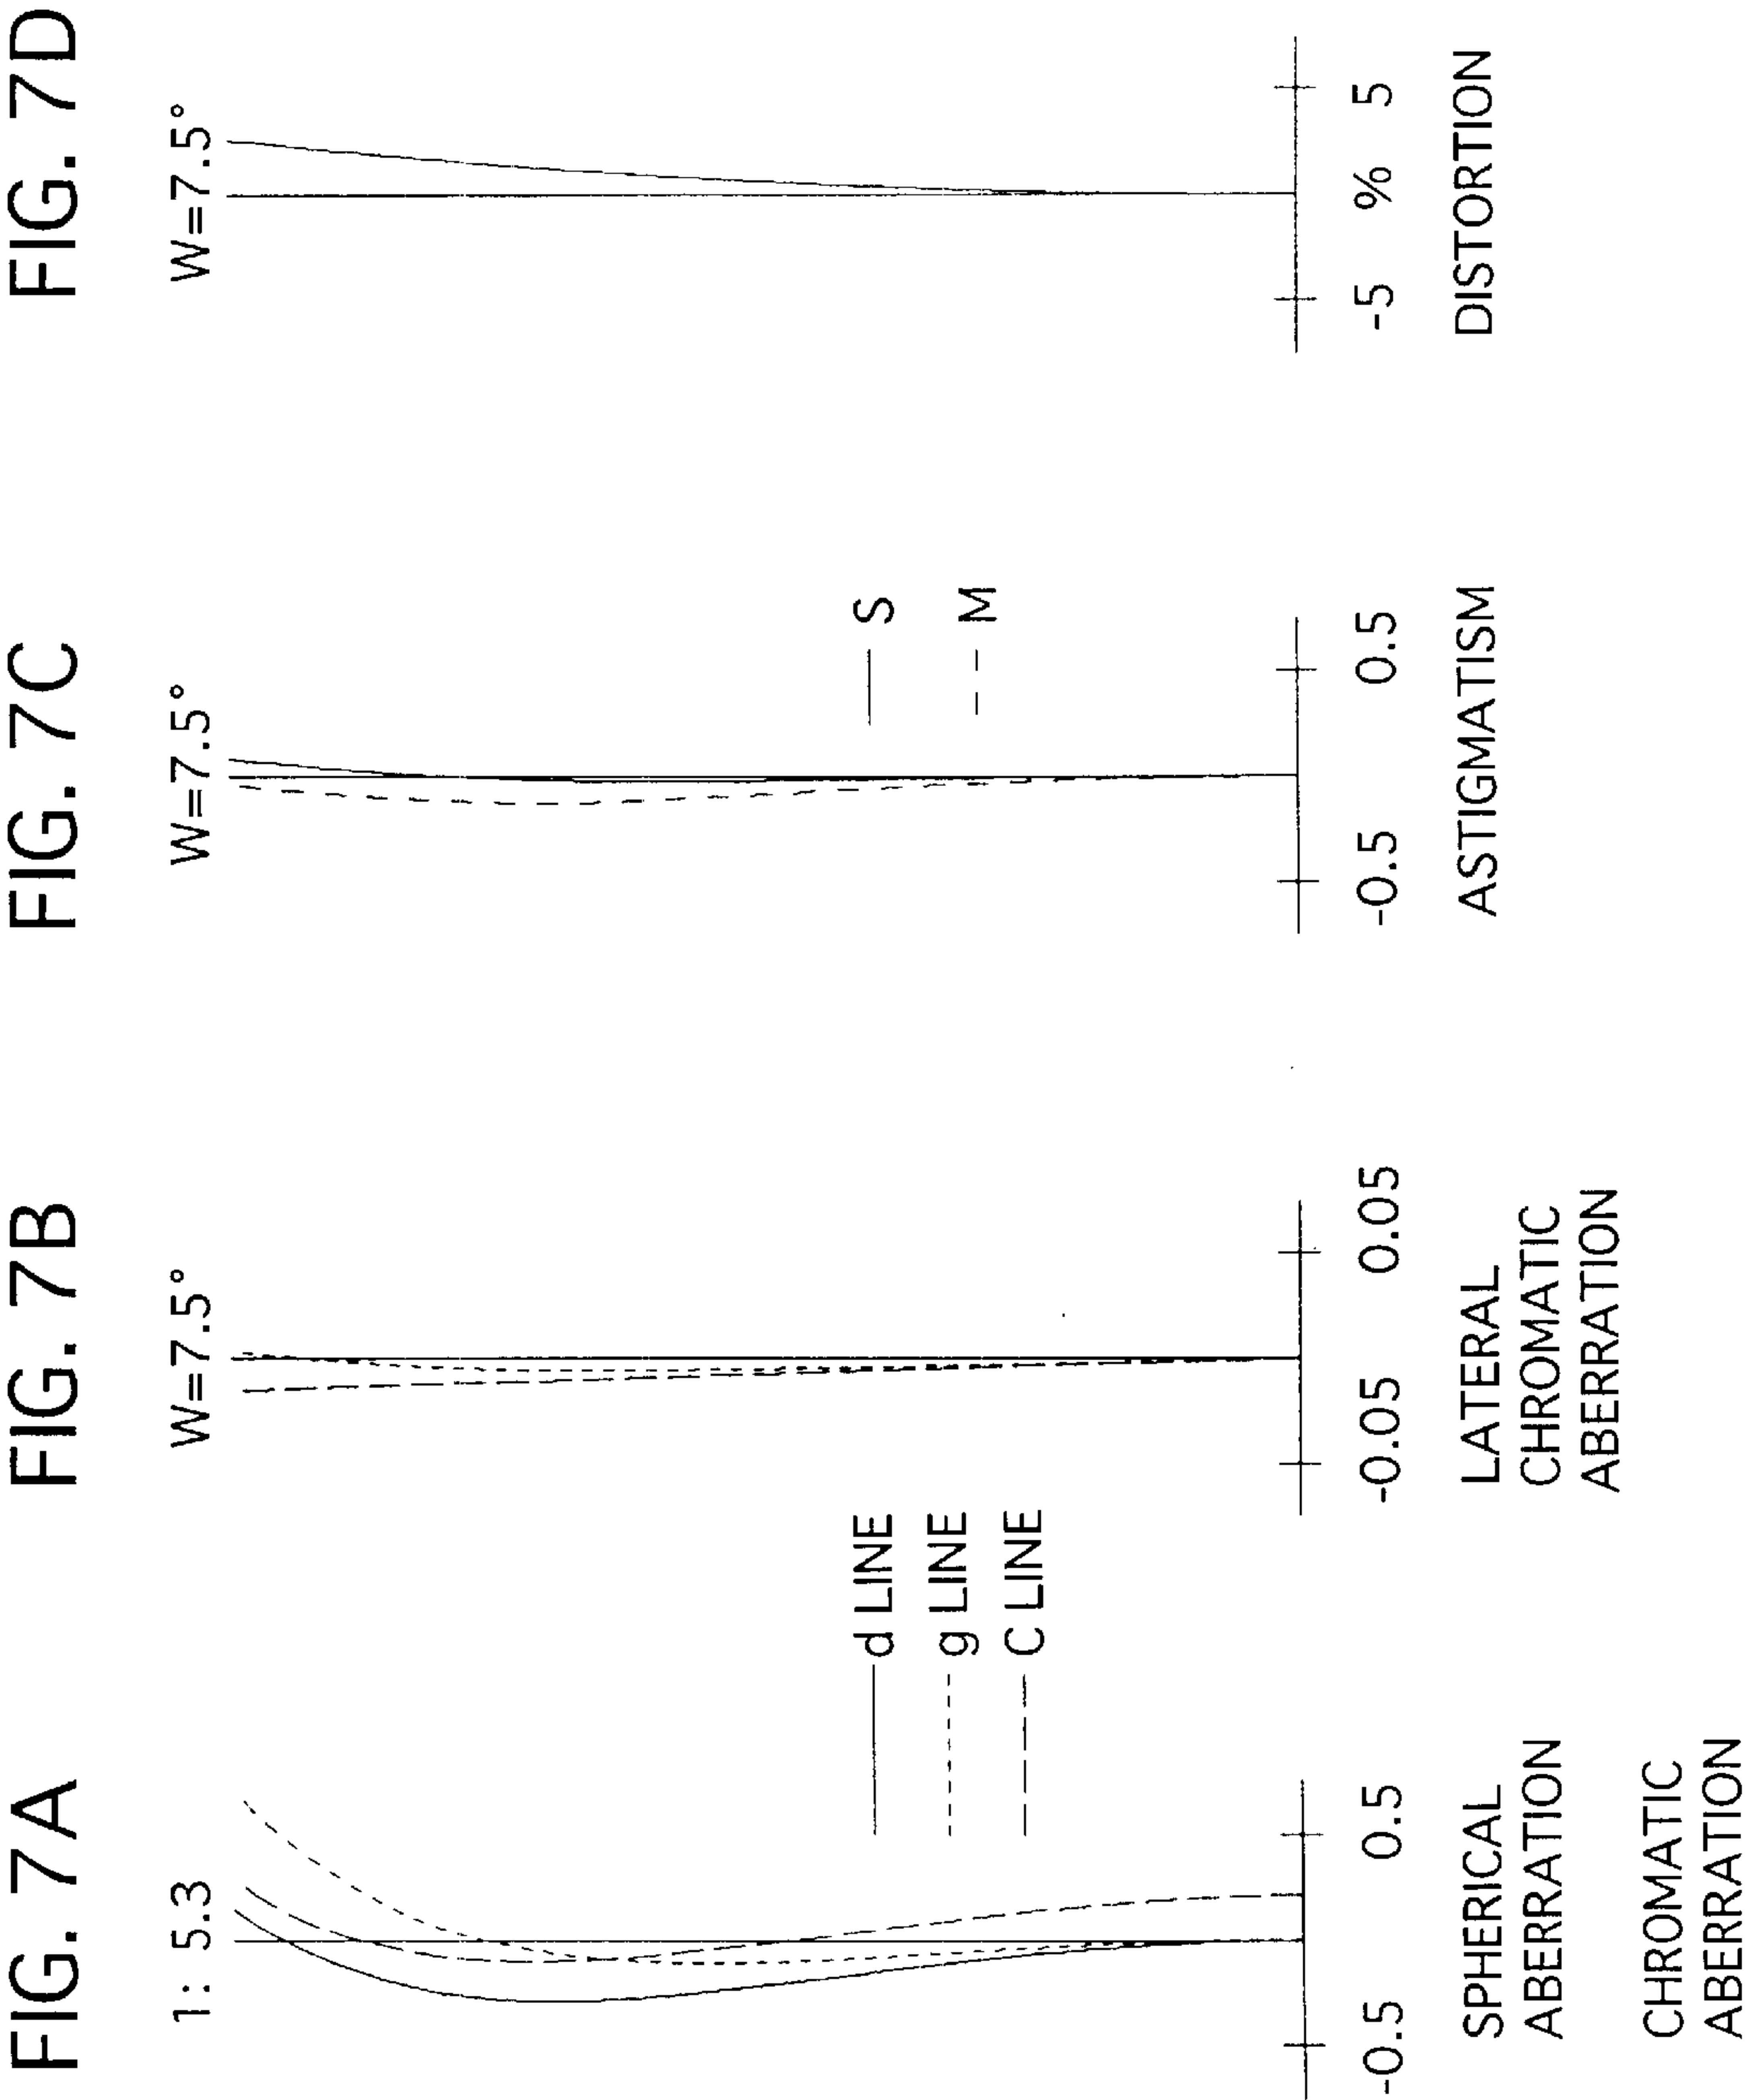 FIG. 7A
1: 5.3
d LINE
g LINE
C LINE
-0.5
0.5
SPHERICAL
ABERRATION
CHROMATIC
ABERRATION
FIG. 7B
W=7.5°
-0.05
0.05
LATERAL
CHROMATIC
ABERRATION
FIG. 7C
W=7.5°
S
M
-0.5
0.5
ASTIGMATISM
FIG. 7D
W=7.5°
-5
%
5
DISTORTION